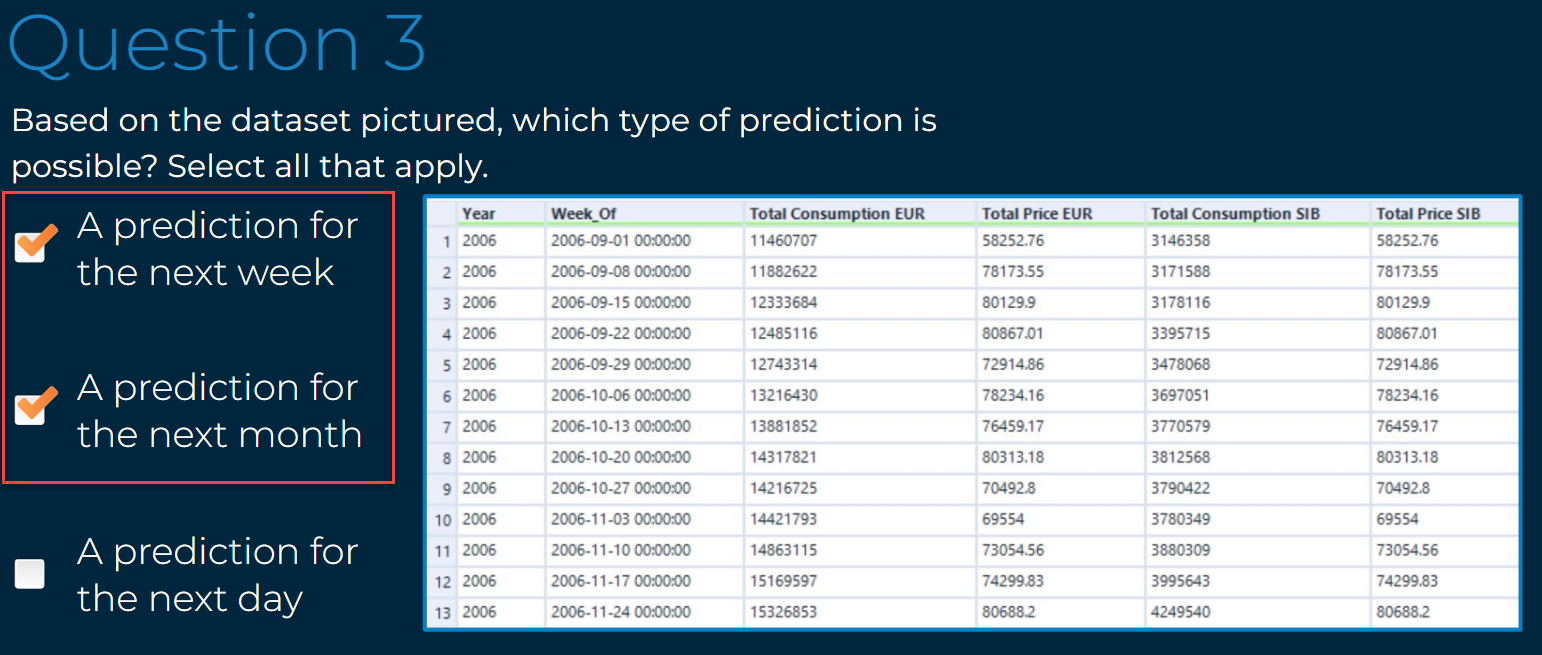 Question 3
Based on the dataset pictured, which type of prediction is
possible? Select all that apply.
A prediction for
the next week
A prediction for
the next month
A prediction for
the next day
Year Week_Of Total Consumption EUR Total Price EUR Total Consumption SIB Total Price SIB
1 2006 2006-09-01 00:00:00 11460707 58252.76 3146358 58252.76
2 2006 2006-09-08 00:00:00 11882622 78173.55 3171588 78173.55
3 2006 2006-09-15 00:00:00 12333684 80129.9 3178116 80129.9
4 2006 2006-09-22 00:00:00 12485116 80867.01 3395715 80867.01
5 2006 2006-09-29 00:00:00 12743314 72914.86 3478068 72914.86
6 2006 2006-10-06 00:00:00 13216430 78234.16 3697051 78234.16
7 2006 2006-10-13 00:00:00 13881852 76459.17 3770579 76459.17
8 2006 2006-10-20 00:00:00 14317821 80313.18 3812568 80313.18
9 2006 2006-10-27 00:00:00 14216725 70492.8 3790422 70492.8
10 2006 2006-11-03 00:00:00 14421793 69554 3780349 69554
11 2006 2006-11-10 00:00:00 14863115 73054.56 3880309 73054.56
12 2006 2006-11-17 00:00:00 15169597 74299.83 3995643 74299.83
13 2006 2006-11-24 00:00:00 15326853 80688.2 4249540 80688.2